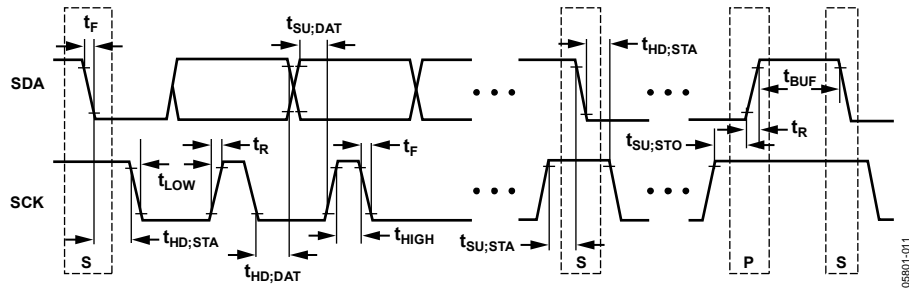 tF
tSU;DAT
tHD;STA
SDA
tBUF
tR
tF
tSU;STO
tR
tLOW
SCK
tHD;STA
tHIGH
tSU;STA
tHD;DAT
S
S
P
S
05801-011